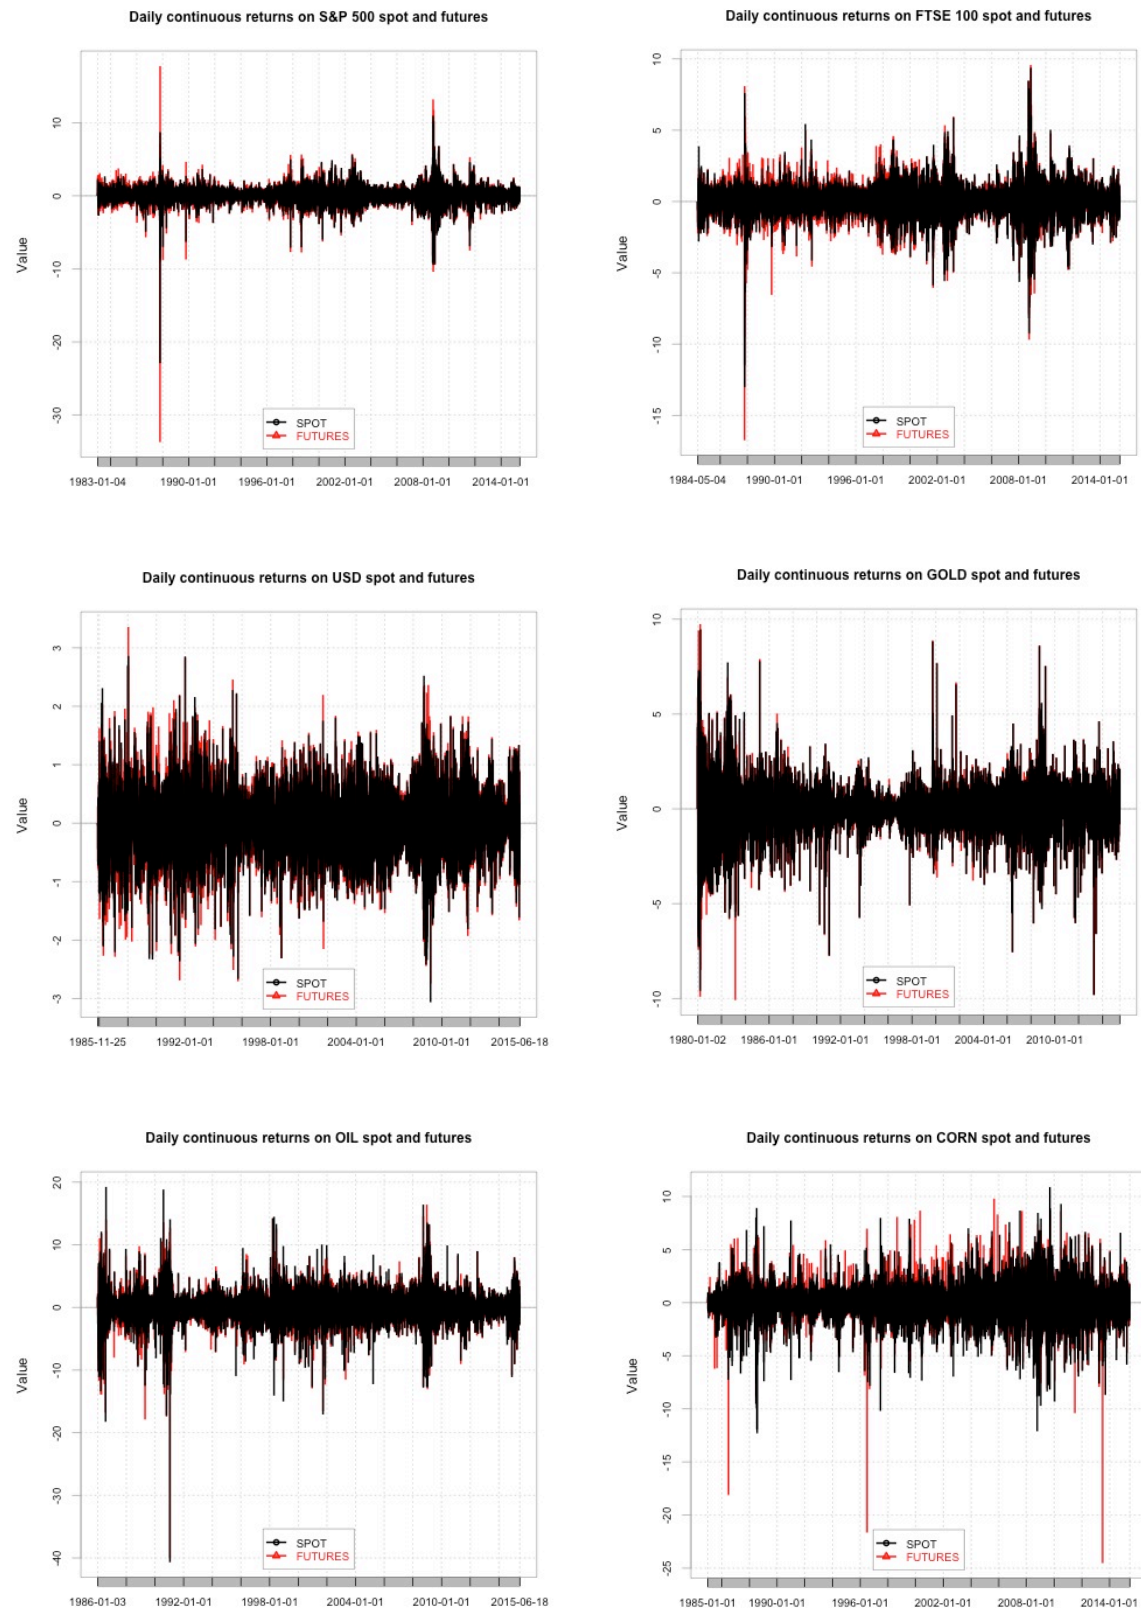 Daily continuous returns on S&P 500 spot and futures
Value
10
0
-10
-20
-30
SPOT
FUTURES
1983-01-04 1990-01-01 1996-01-01 2002-01-01 2008-01-01 2014-01-01
Daily continuous returns on FTSE 100 spot and futures
Value
10
5
0
-5
-10
-15
SPOT
FUTURES
1984-05-04 1990-01-01 1996-01-01 2002-01-01 2008-01-01 2014-01-01
Daily continuous returns on USD spot and futures
Value
3
2
1
0
-1
-2
-3
SPOT
FUTURES
1985-11-25 1992-01-01 1998-01-01 2004-01-01 2010-01-01 2015-06-18
Daily continuous returns on GOLD spot and futures
Value
10
5
0
-5
-10
SPOT
FUTURES
1980-01-02 1986-01-01 1992-01-01 1998-01-01 2004-01-01 2010-01-01
Daily continuous returns on OIL spot and futures
Value
20
10
0
-10
-20
-30
-40
SPOT
FUTURES
1986-01-03 1992-01-01 1998-01-01 2004-01-01 2010-01-01 2015-06-18
Daily continuous returns on CORN spot and futures
Value
10
5
0
-5
-10
-15
-20
-25
SPOT
FUTURES
1985-01-01 1990-01-01 1996-01-01 2002-01-01 2008-01-01 2014-01-01